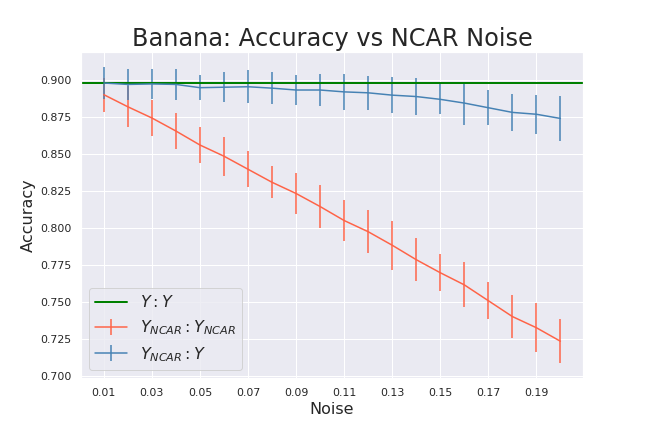 Banana: Accuracy vs NCAR Noise
Accuracy
0.900
0.875
0.850
0.825
0.800
0.775
0.750
0.725
0.700
Y : Y
Y_NCAR : Y_NCAR
Y_NCAR : Y
0.01 0.03 0.05 0.07 0.09 0.11 0.13 0.15 0.17 0.19
Noise